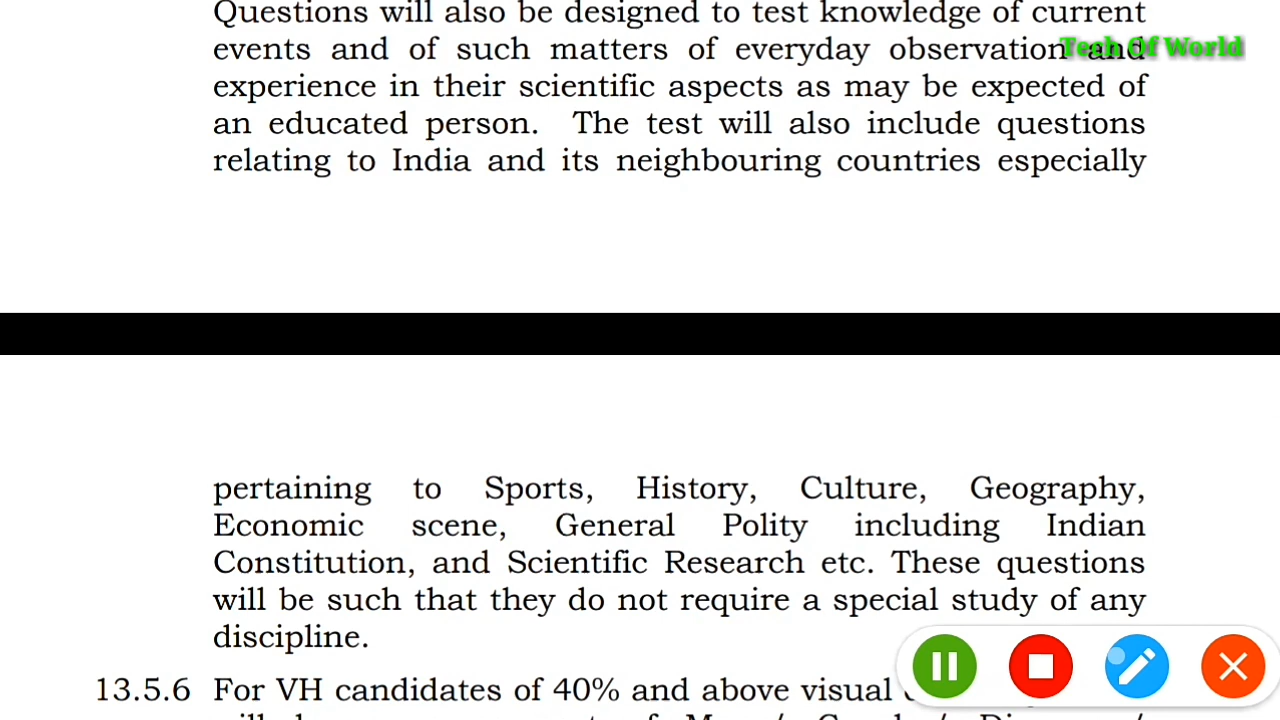 Questions will also be designed to test knowledge of current
events and of such matters of everyday observation and
Tech Of World
experience in their scientific aspects as may be expected of
an educated person. The test will also include questions
relating to India and its neighbouring countries especially
pertaining to Sports, History, Culture, Geography,
Economic scene, General Polity including Indian
Constitution, and Scientific Research etc. These questions
will be such that they do not require a special study of any
discipline.
13.5.6 For VH candidates of 40% and above visual